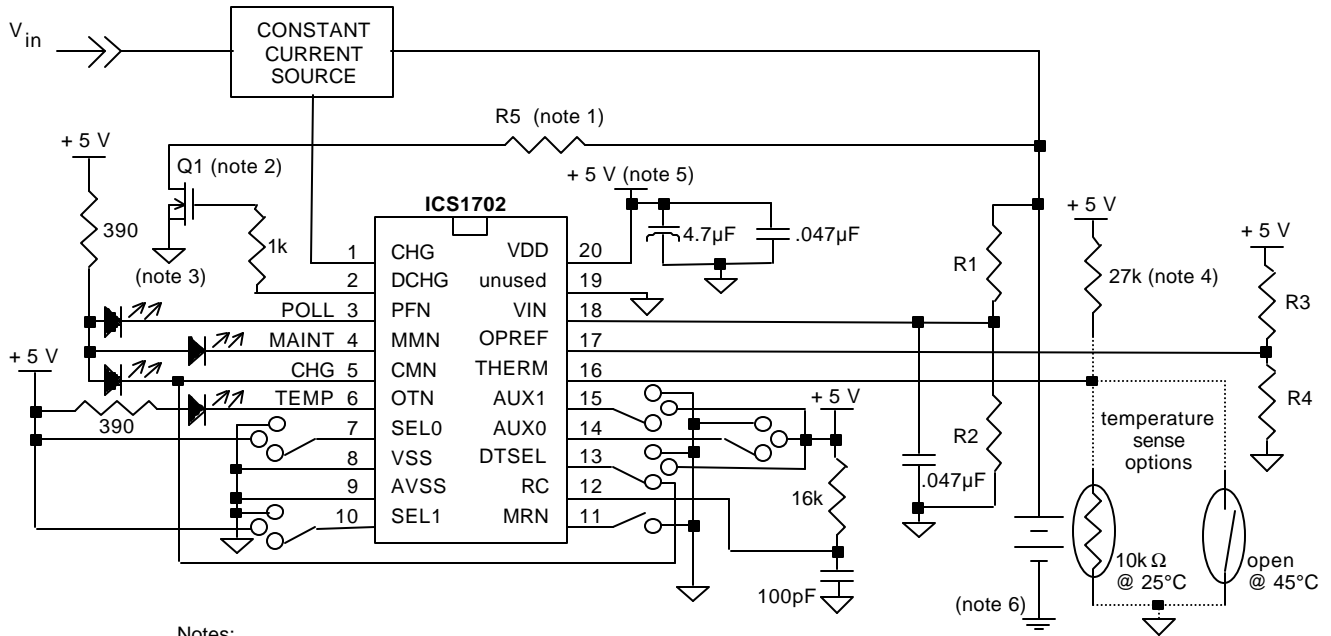 V in
CONSTANT
CURRENT
SOURCE
R5 (note 1)
+ 5 V
Q1 (note 2)
+ 5 V (note 5)
ICS1702
+ 5 V
+ 5 V
390
1k
4.7µF
.047µF
(note 3)
R1
27k (note 4)
R3
1 CHG VDD 20
2 DCHG unused 19
POLL 3 PFN VIN 18
MAINT 4 MMN OPREF 17
+ 5 V
CHG 5 CMN THERM 16
TEMP 6 OTN AUX1 15
+ 5 V
R4
390
7 SEL0 AUX0 14
R2
temperature
sense
options
8 VSS DTSEL 13
9 AVSS RC 12
16k
.047µF
10 SEL1 MRN 11
100pF
(note 6)
10k Ω
@ 25°C
open
@ 45°C
Notes: